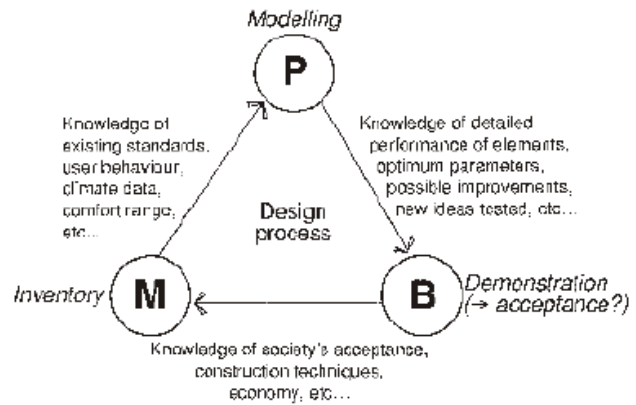 Modelling
P
Knowledge of
existing standards,
user behaviour,
climate data,
comfort range,
etc...
Knowledge of detailed
performance of elements,
optimum parameters,
possible improvements,
new ideas tested, etc...
Design
process
Inventory
M
B
Demonstration
(→ acceptance?)
Knowledge of society's acceptance,
construction techniques,
economy, etc...